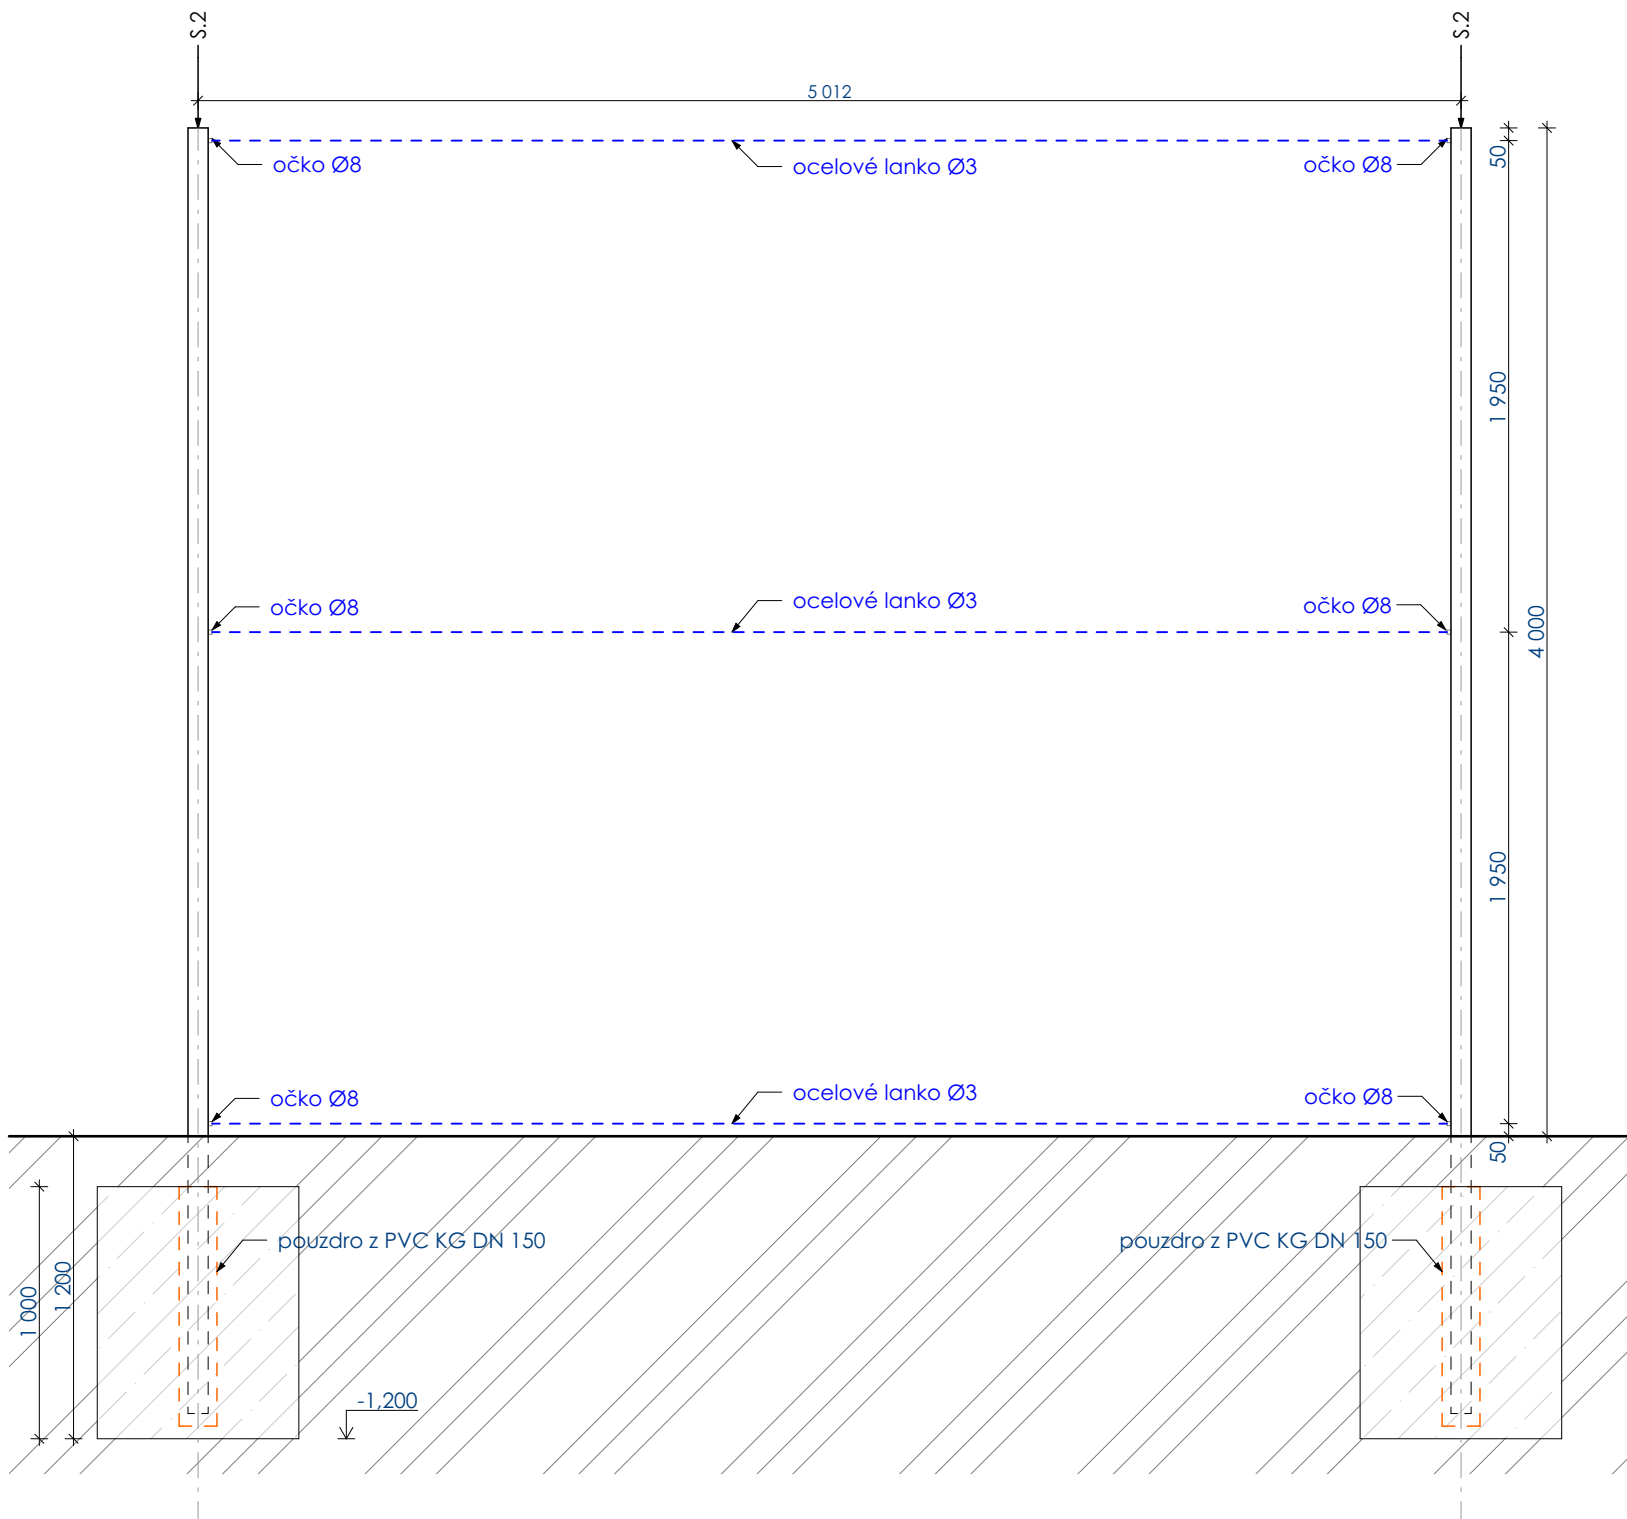 S.2
S.2
5 012
očko Ø8
ocelové lanko Ø3
očko Ø8
50
1 950
očko Ø8
ocelové lanko Ø3
očko Ø8
4 000
1 950
očko Ø8
ocelové lanko Ø3
očko Ø8
50
pouzdro z PVC KG DN 150
pouzdro z PVC KG DN 150
1 200
1 000
-1,200